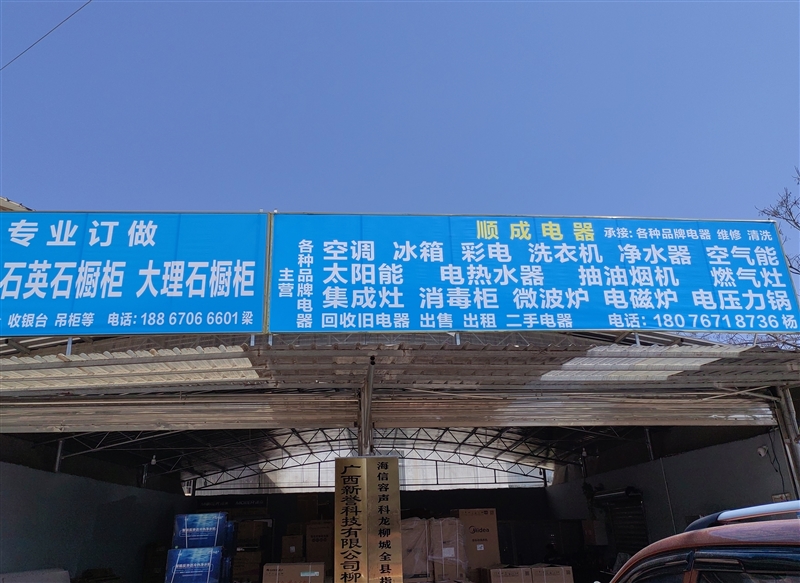 专业订做
石英石橱柜 大理石橱柜
收银台 吊柜等 电话: 188 6706 6601 梁
顺成电器 承接: 各种品牌电器 维修 清洗
主营
各种品牌电器
空调 冰箱 彩电 洗衣机 净水器 空气能
太阳能 电热水器 抽油烟机 燃气灶
集成灶 消毒柜 微波炉 电磁炉 电压力锅
回收旧电器 出售 出租 二手电器 电话: 180 7671 8736 杨
海信容声科龙柳城全县指
广西新誉科技有限公司柳
Midea